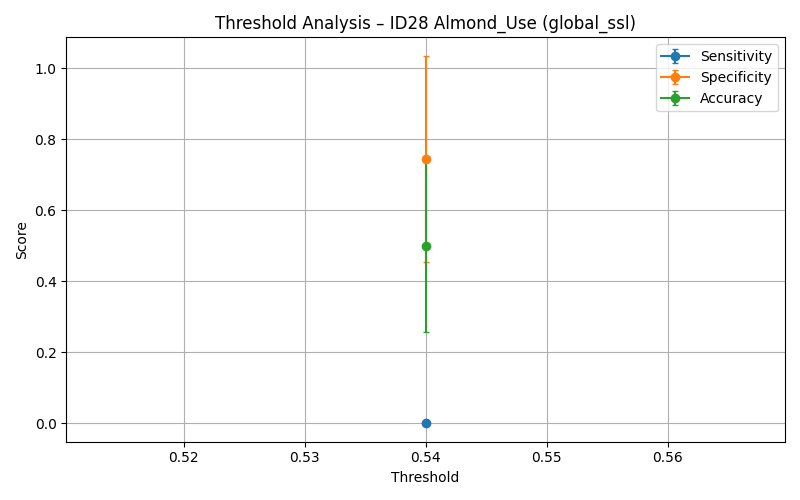 Threshold Analysis – ID28 Almond_Use (global_ssl)
Sensitivity
Specificity
Accuracy
1.0
0.8
0.6
0.4
0.2
0.0
Score
0.52 0.53 0.54 0.55 0.56
Threshold